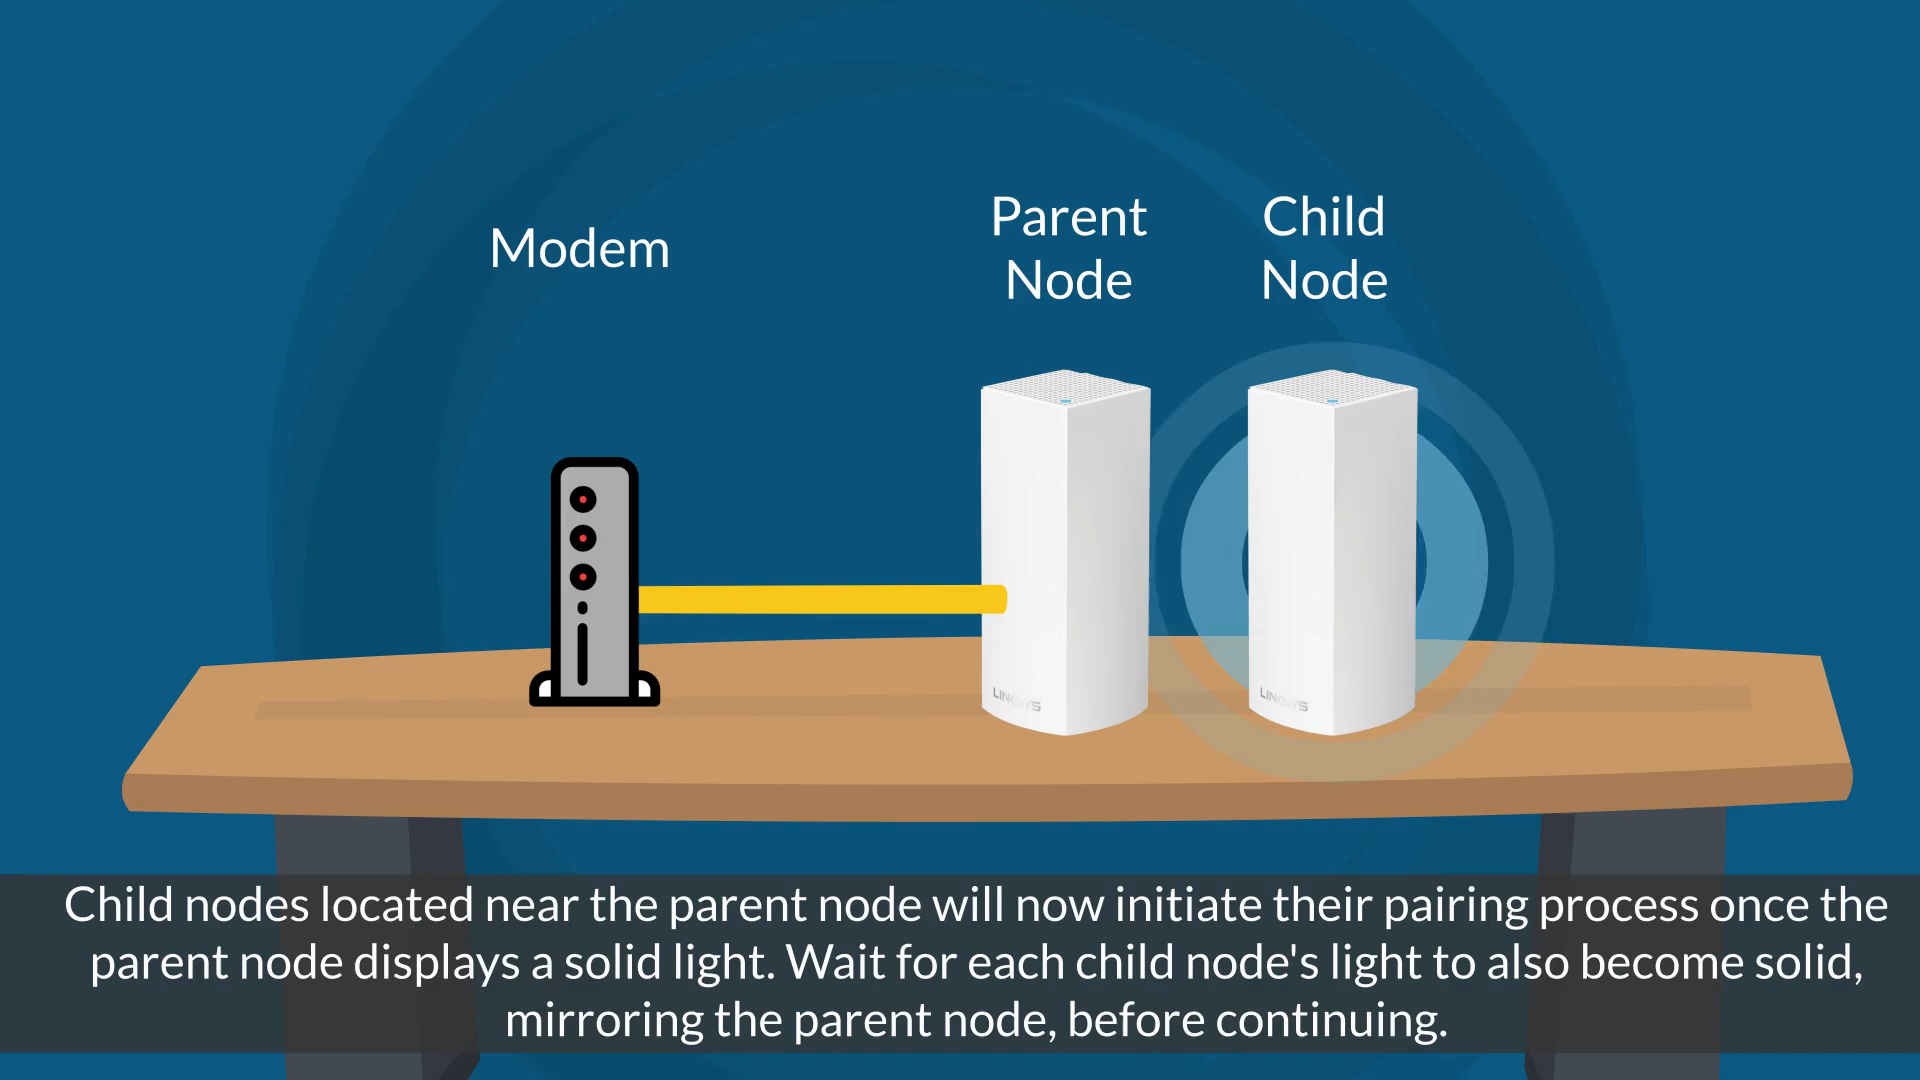 Modem
Parent
Node
Child
Node
LINKSYS
LINKSYS
Child nodes located near the parent node will now initiate their pairing process once the
parent node displays a solid light. Wait for each child node's light to also become solid,
mirroring the parent node, before continuing.